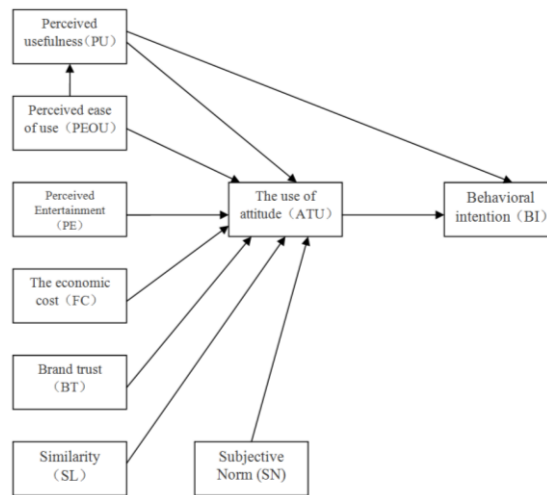 Perceived
usefulness（PU）
Perceived ease
of use（PEOU）
Perceived
Entertainment
（PE）
The use of
attitude（ATU）
Behavioral
intention（BI）
The economic
cost（FC）
Brand trust
（BT）
Similarity
（SL）
Subjective
Norm (SN)